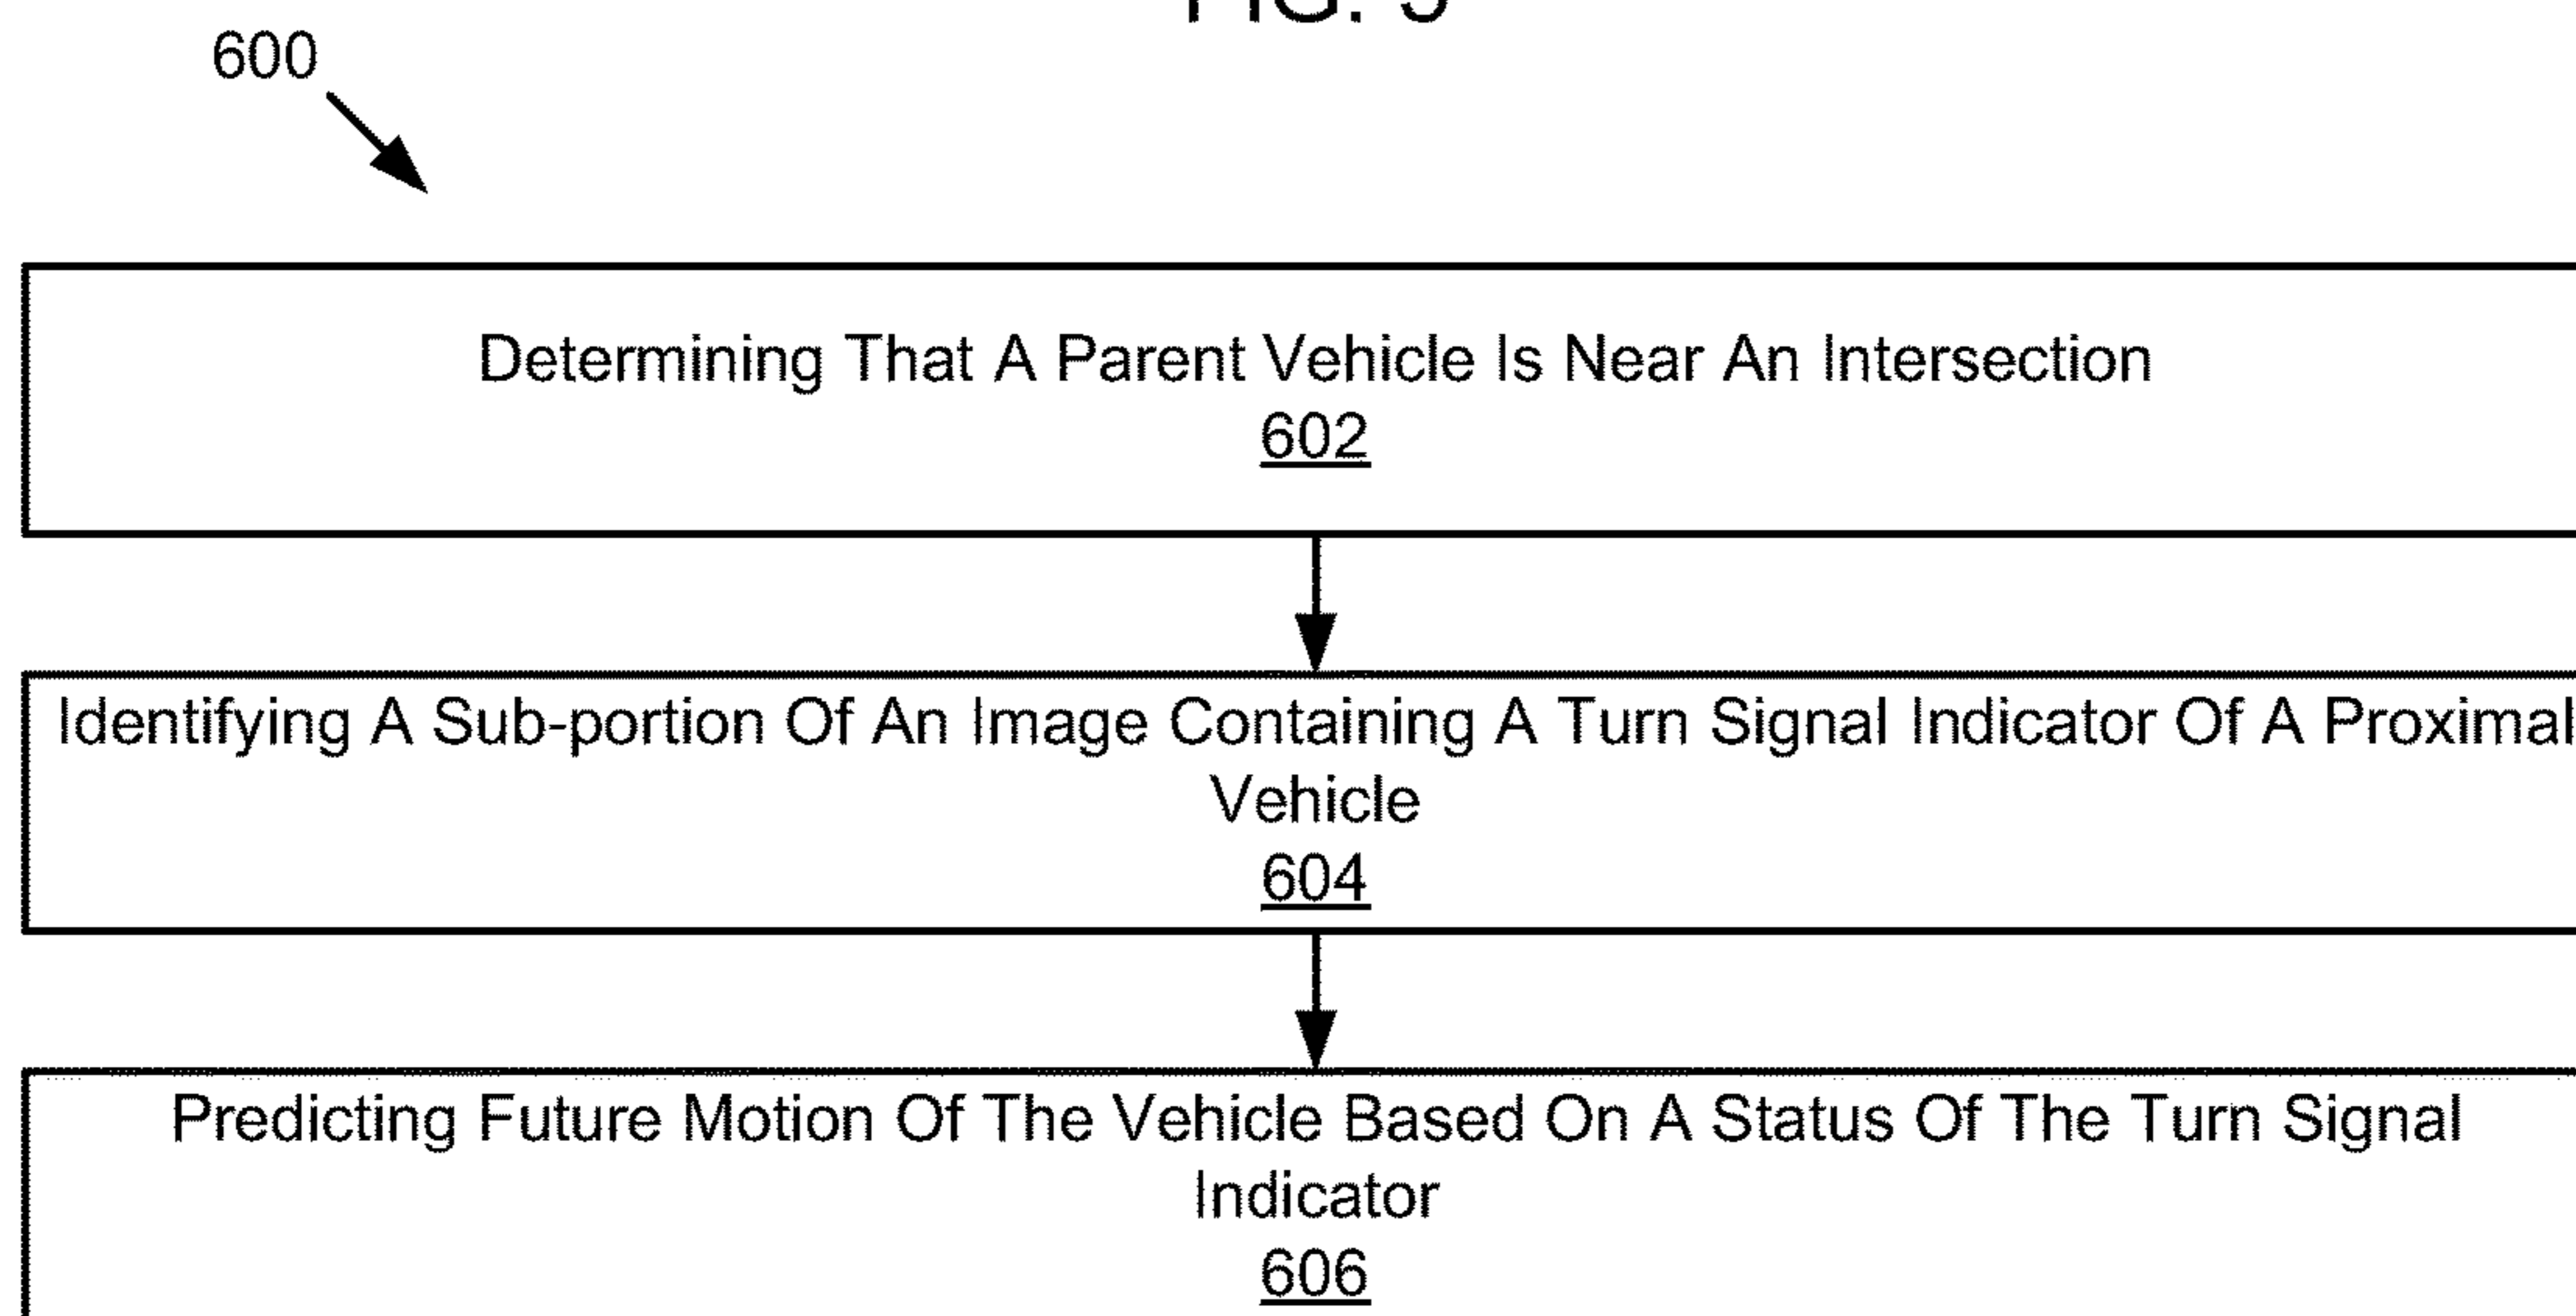 FIG. 5
600
Determining That A Parent Vehicle Is Near An Intersection
602
Identifying A Sub-portion Of An Image Containing A Turn Signal Indicator Of A Proximal
Vehicle
604
Predicting Future Motion Of The Vehicle Based On A Status Of The Turn Signal
Indicator
606